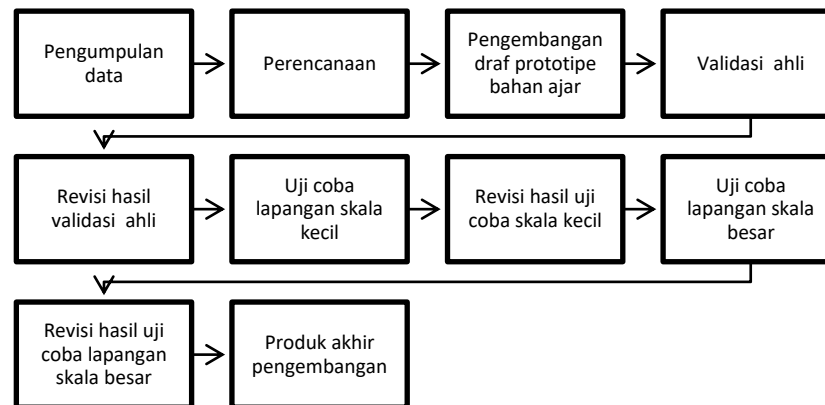 Pengumpulan
data
Perencanaan
Pengembangan
draf prototipe
bahan ajar
Validasi ahli
Revisi hasil
validasi ahli
Uji coba
lapangan skala
kecil
Revisi hasil uji
coba skala kecil
Uji coba
lapangan skala
besar
Revisi hasil uji
coba lapangan
skala besar
Produk akhir
pengembangan